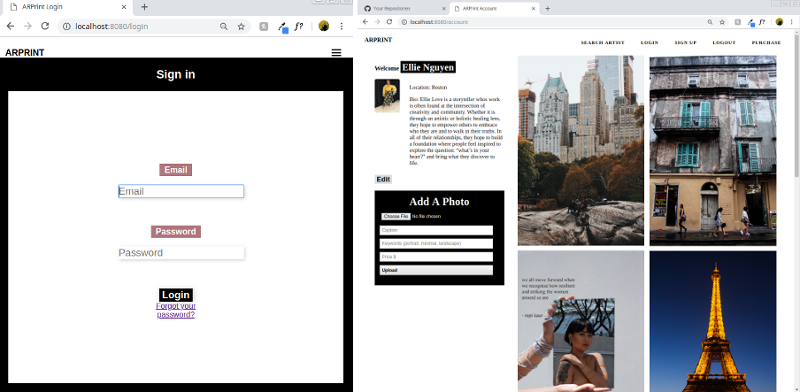 ARPrint Login
localhost:8080/login
ARPRINT
Sign in
Email
Email
Password
Password
Login
Forgot your
password?
Your Repositories
ARPrint Account
localhost:8080/account
ARPRINT
SEARCH ARTIST LOGIN SIGN UP LOGOUT PURCHASE
Welcome Ellie Nguyen
Location: Boston
Bio: Ellie Love is a storyteller whos work
is often found at the intersection of
creativity and community. Whether it is
through an artistic or holistic healing lens,
they hope to empower others to embrace
who they are and to walk in their truths. In
all of their relationships, they hope to build
a foundation where people feel inspired to
explore the question: "what's in your
heart?" and bring what they discover to
life.
Edit
Add A Photo
Choose File No file chosen
Caption
Keywords (portrait, minimal, landscape)
Price $
Upload
we all move forward when
we recognize how resilient
and striking the women
around us are
- rupi kaur